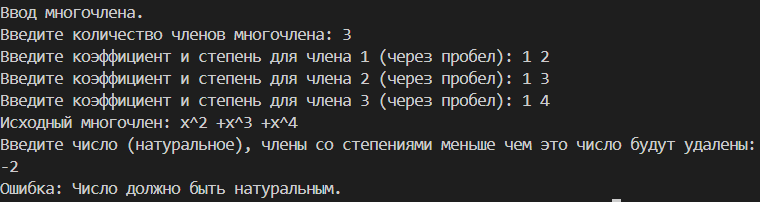 Ввод многочлена.
Введите количество членов многочлена: 3
Введите коэффициент и степень для члена 1 (через пробел): 1 2
Введите коэффициент и степень для члена 2 (через пробел): 1 3
Введите коэффициент и степень для члена 3 (через пробел): 1 4
Исходный многочлен: x^2 +x^3 +x^4
Введите число (натуральное), члены со степениями меньше чем это число будут удалены:
-2
Ошибка: Число должно быть натуральным.